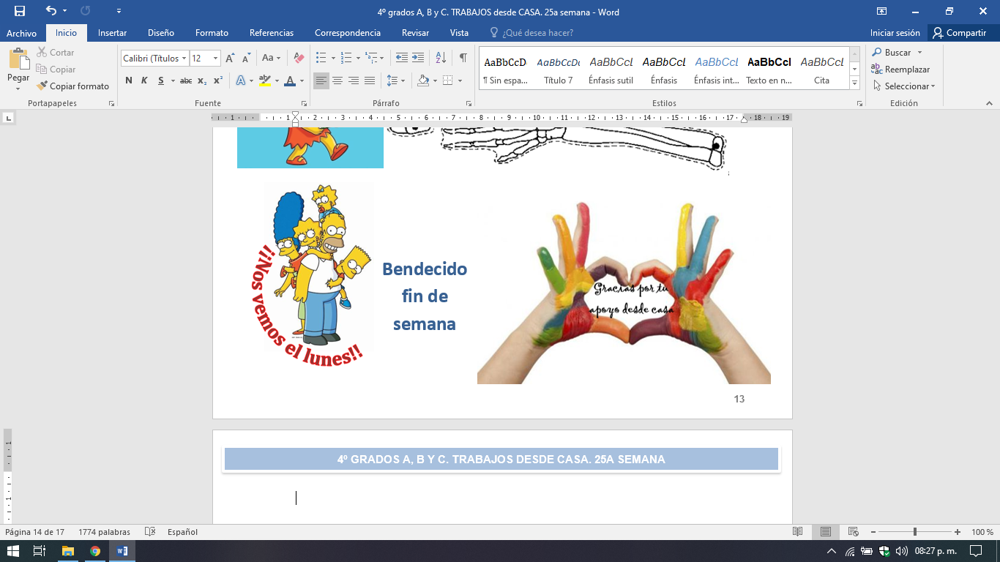 4º grados A, B y C. TRABAJOS desde CASA. 25a semana - Word
Archivo Inicio Insertar Diseño Formato Referencias Correspondencia Revisar Vista ¿Qué desea hacer? Iniciar sesión Compartir
Pegar
Cortar
Copiar
Copiar formato
Portapapeles
Calibri (Títulos 12
Aa
N K S abc x₂ x²
Fuente
Párrafo
AaBbCcD AaBbCcDc AaBbCcL AaBbCcL AaBbCcL AaBbCcL AaBbCcL
¶ Sin espa... Título 7 Énfasis sutil Énfasis Énfasis int... Texto en n... Cita
Estilos
Buscar
Reemplazar
Seleccionar
Edición
1 1 2 3 4 5 6 7 8 9 10 11 12 13 14 15 16 17 18 19
¡¡Nos vemos el lunes!!
Bendecido
fin de
semana
Gracias por tu
apoyo desde casa
13
4º GRADOS A, B Y C. TRABAJOS DESDE CASA. 25A SEMANA
Página 14 de 17 1774 palabras Español 100 %
08:27 p. m.